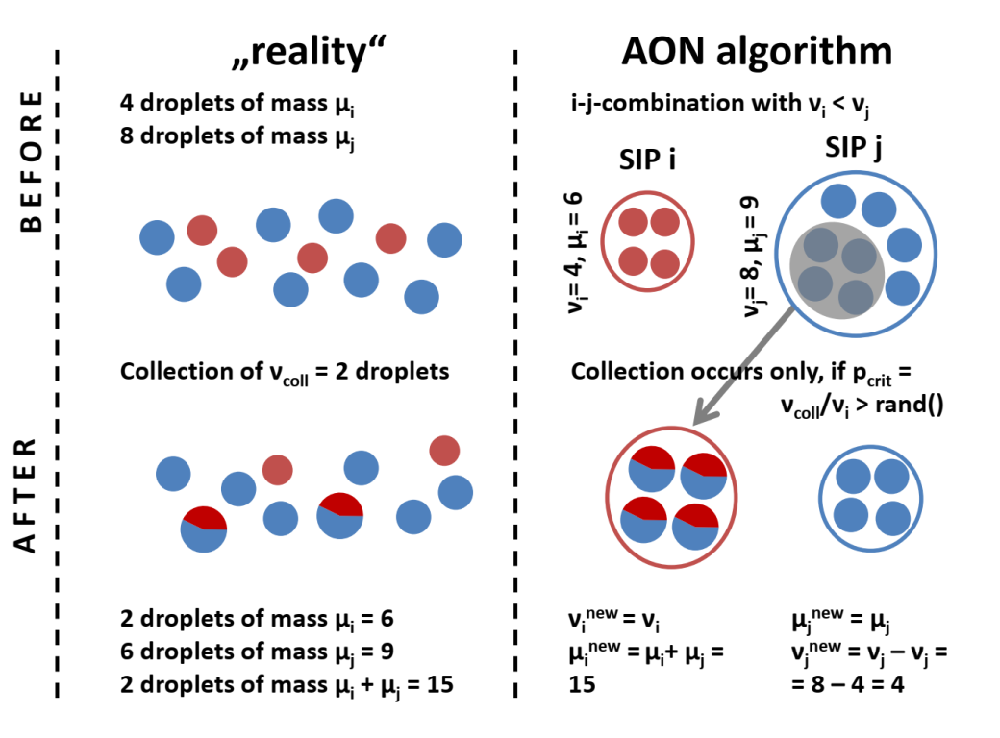 „reality“
AON algorithm
BEFORE
4 droplets of mass μᵢ
8 droplets of mass μⱼ
i-j-combination with νᵢ < νⱼ
SIP i
SIP j
νᵢ= 4, μᵢ = 6
νⱼ= 8, μⱼ = 9
Collection of ν_coll = 2 droplets
Collection occurs only, if p_crit =
ν_coll/νᵢ > rand()
AFTER
2 droplets of mass μᵢ = 6
6 droplets of mass μⱼ = 9
2 droplets of mass μᵢ + μⱼ = 15
νᵢⁿᵉʷ = νᵢ
μᵢⁿᵉʷ = μᵢ+ μⱼ =
15
μⱼⁿᵉʷ = μⱼ
νⱼⁿᵉʷ = νⱼ – νⱼ =
= 8 – 4 = 4